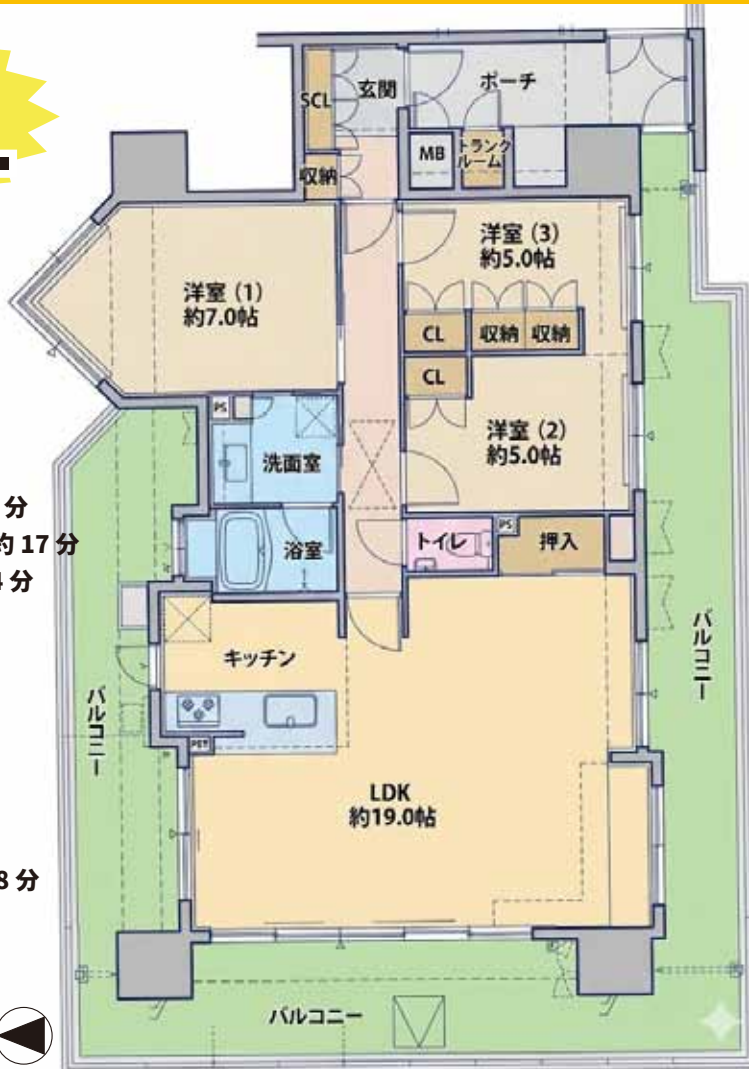 玄関
ポーチ
SCL
MB
トランク
ルーム
収納
洋室（1）
約7.0帖
洋室（3）
約5.0帖
CL
収納
収納
CL
洋室（2）
約5.0帖
PS
洗面室
分
約 17 分
分
浴室
トイレ
PS
押入
キッチン
バルコニー
バルコニー
LDK
約19.0帖
8 分
バルコニー